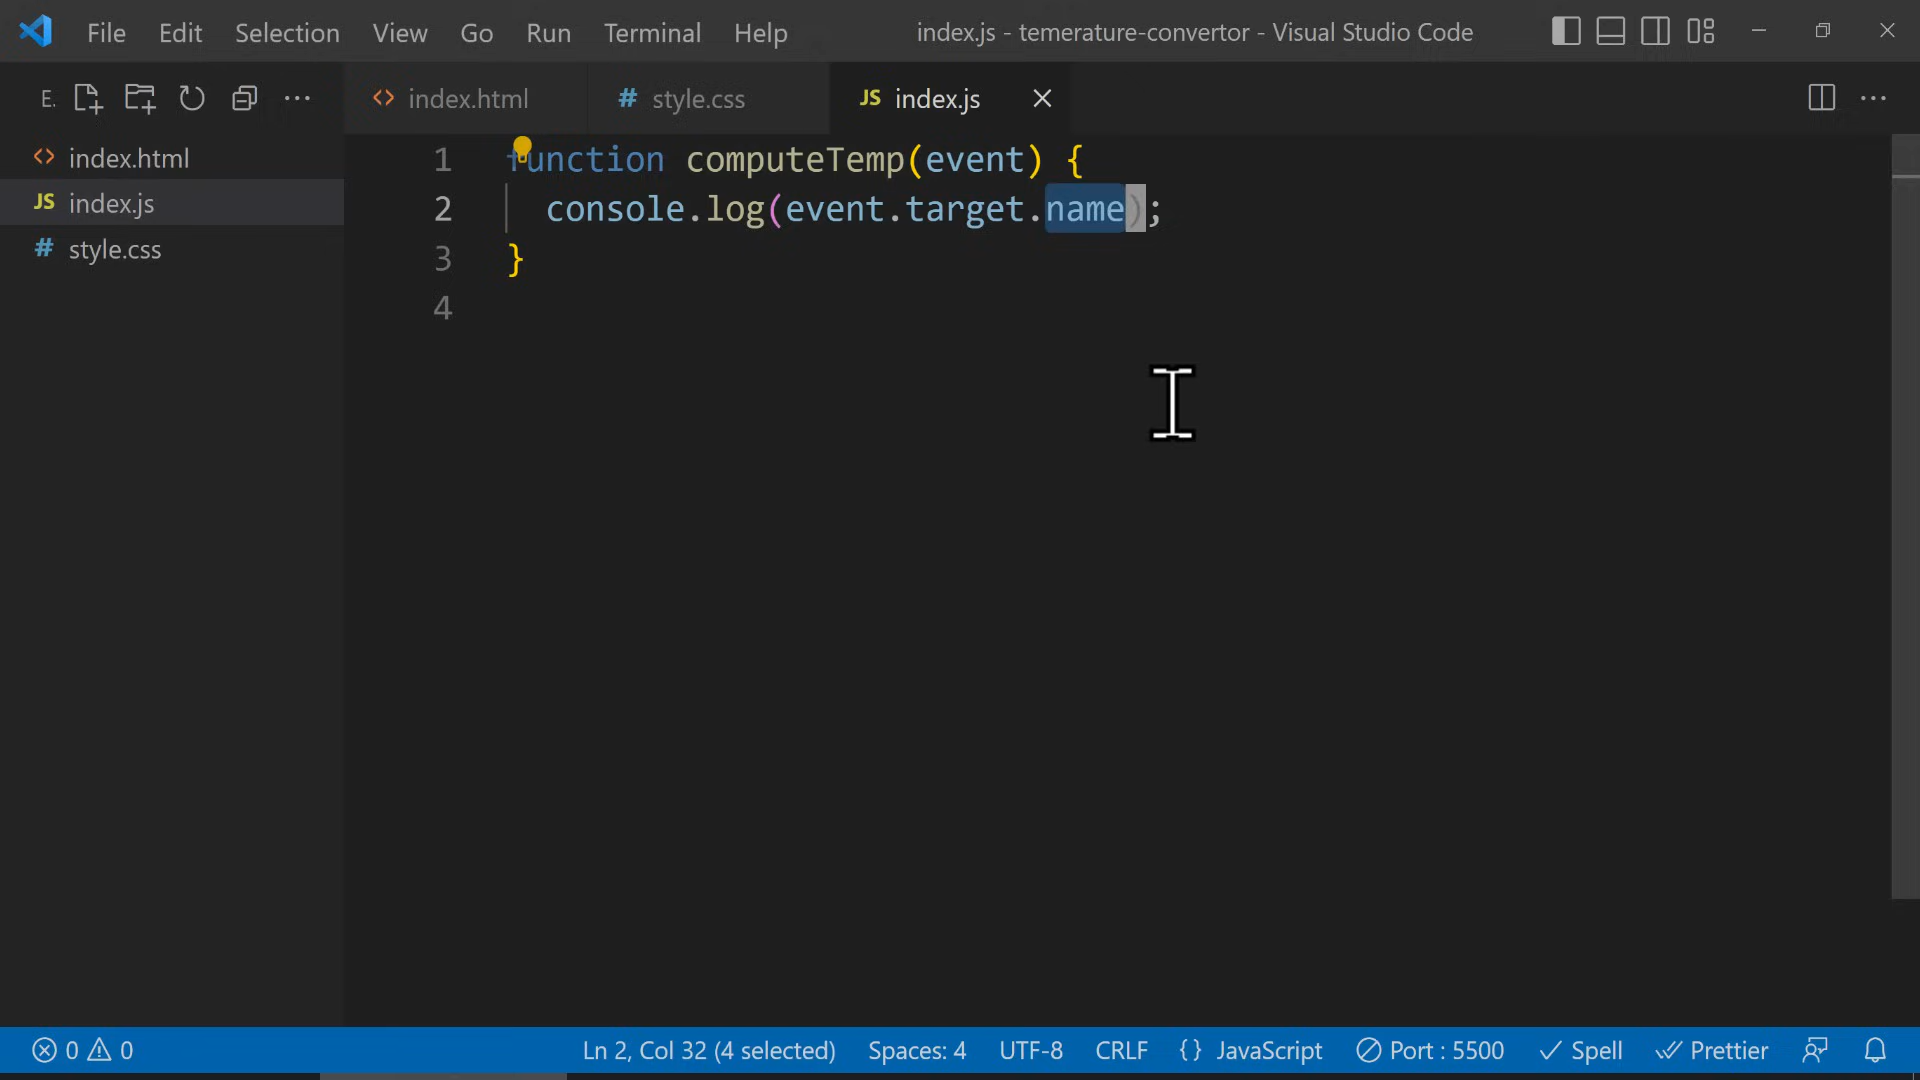 File Edit Selection View Go Run Terminal Help index.js - temerature-convertor - Visual Studio Code
E.
index.html
JS index.js
# style.css
<> index.html # style.css JS index.js
1 function computeTemp(event) {
2 console.log(event.target.name);
3 }
4
0 0 Ln 2, Col 32 (4 selected) Spaces: 4 UTF-8 CRLF {} JavaScript Port : 5500 Spell Prettier